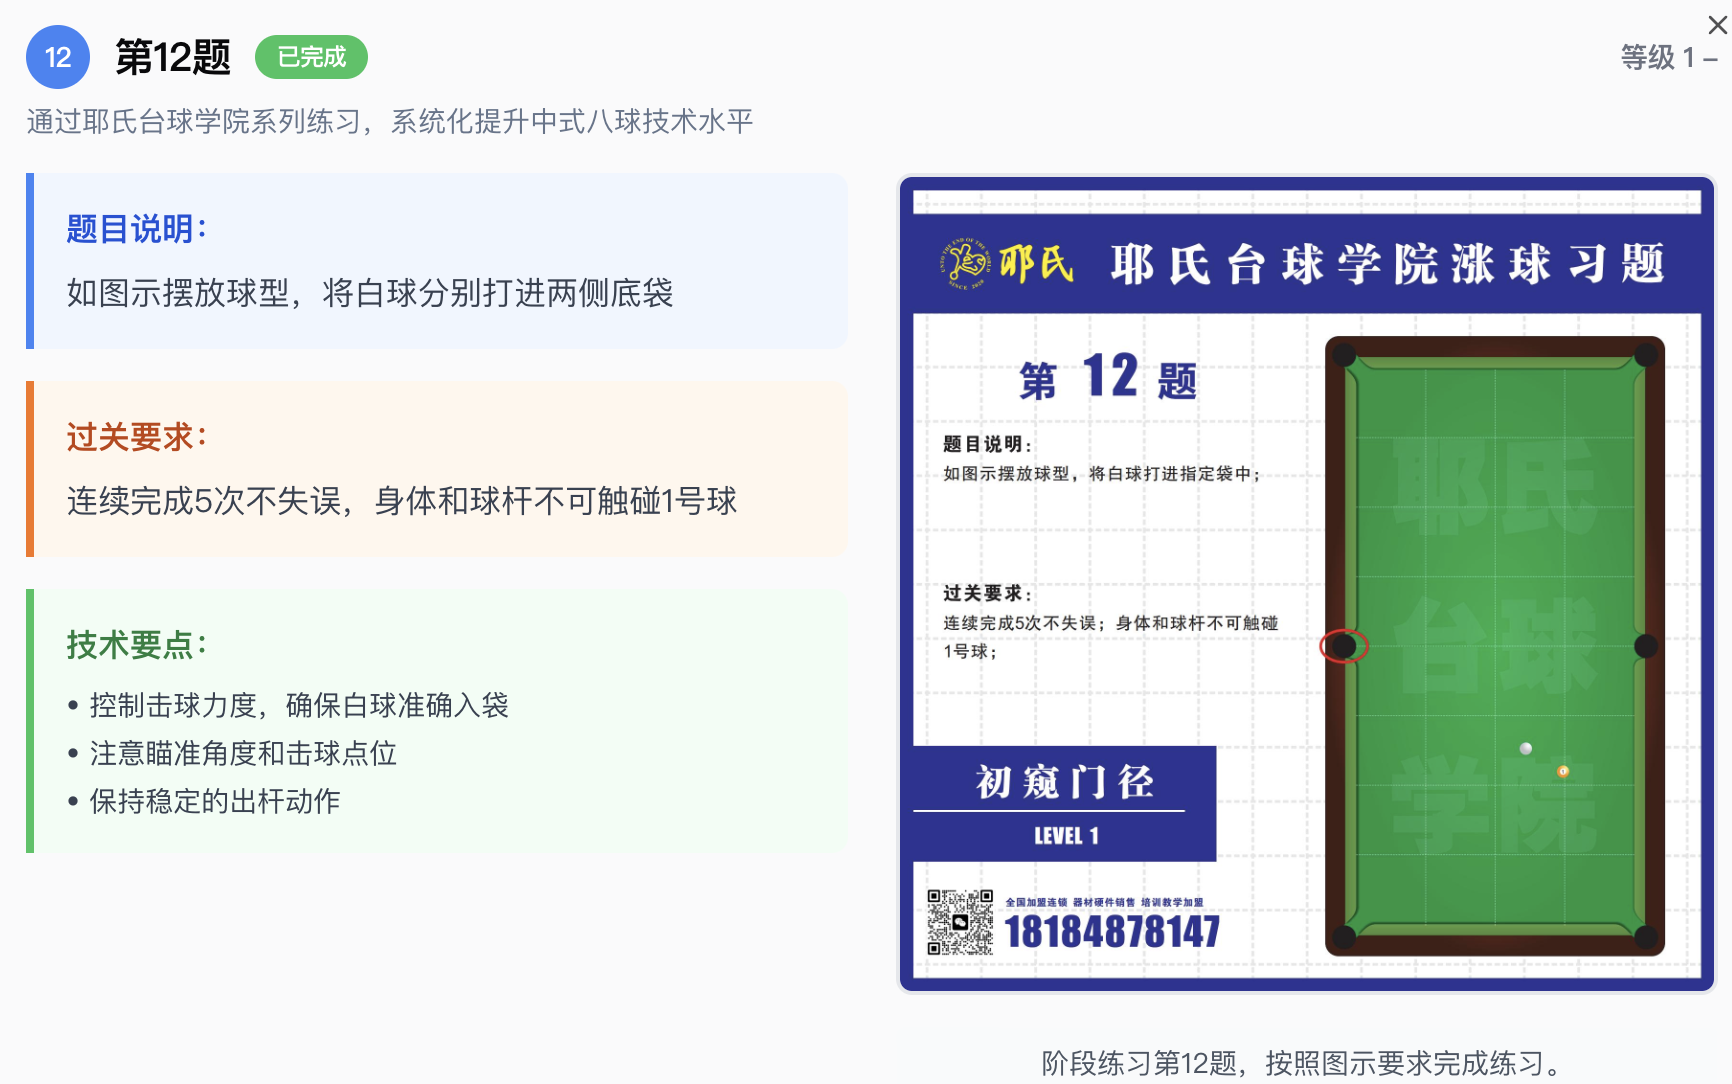 12 第12题 已完成
等级 1 –
通过耶氏台球学院系列练习，系统化提升中式八球技术水平
题目说明：
如图示摆放球型，将白球分别打进两侧底袋
过关要求：
连续完成5次不失误，身体和球杆不可触碰1号球
技术要点：
• 控制击球力度，确保白球准确入袋
• 注意瞄准角度和击球点位
• 保持稳定的出杆动作
UNTO THE END OF THE WORLD
SINCE 2020
耶氏 耶氏台球学院涨球习题
第 12 题
题目说明：
如图示摆放球型，将白球打进指定袋中；
过关要求：
连续完成5次不失误；身体和球杆不可触碰
1号球；
初窥门径
LEVEL 1
全国加盟连锁 器材硬件销售 培训教学加盟
18184878147
耶氏
台球
学院
阶段练习第12题，按照图示要求完成练习。